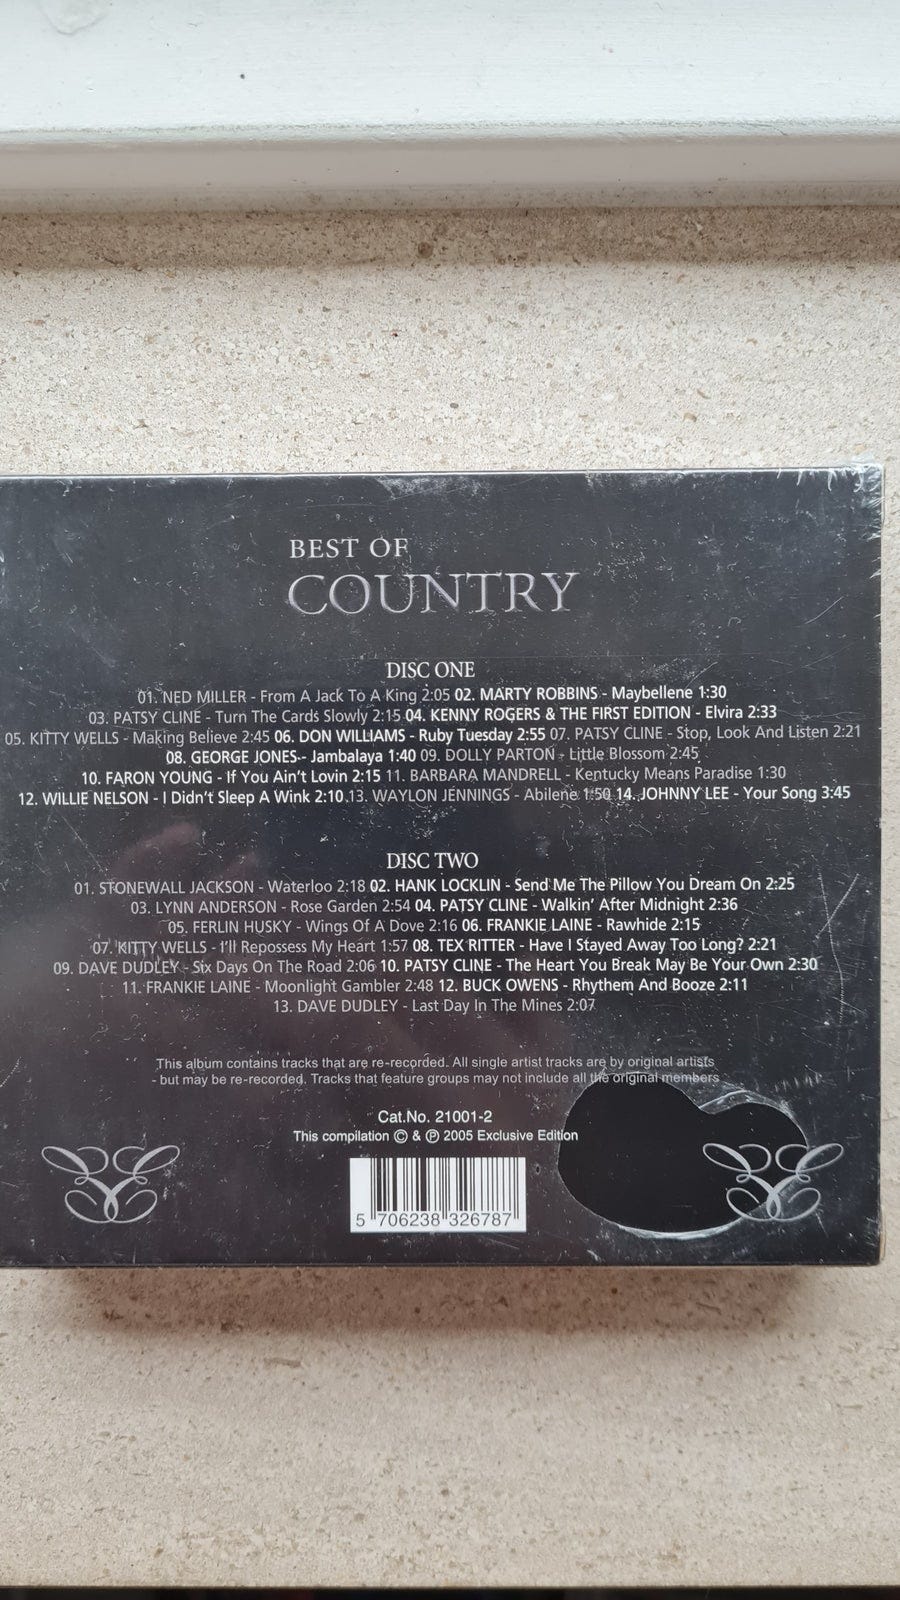 BEST OF
COUNTRY
DISC ONE
01. NED MILLER - From A Jack To A King 2:05 02. MARTY ROBBINS - Maybellene 1:30
03. PATSY CLINE - Turn The Cards Slowly 2:15 04. KENNY ROGERS & THE FIRST EDITION - Elvira 2:33
05. KITTY WELLS - Making Believe 2:45 06. DON WILLIAMS - Ruby Tuesday 2:55 07. PATSY CLINE - Stop, Look And Listen 2:21
08. GEORGE JONES-- Jambalaya 1:40 09. DOLLY PARTON - Little Blossom 2:45
10. FARON YOUNG - If You Ain't Lovin 2:15 11. BARBARA MANDRELL - Kentucky Means Paradise 1:30
12. WILLIE NELSON - I Didn't Sleep A Wink 2:10 13. WAYLON JENNINGS - Abilene 1:50 14. JOHNNY LEE - Your Song 3:45
DISC TWO
01. STONEWALL JACKSON - Waterloo 2:18 02. HANK LOCKLIN - Send Me The Pillow You Dream On 2:25
03. LYNN ANDERSON - Rose Garden 2:54 04. PATSY CLINE - Walkin' After Midnight 2:36
05. FERLIN HUSKY - Wings Of A Dove 2:16 06. FRANKIE LAINE - Rawhide 2:15
07. KITTY WELLS - I'll Repossess My Heart 1:57 08. TEX RITTER - Have I Stayed Away Too Long? 2:21
09. DAVE DUDLEY - Six Days On The Road 2:06 10. PATSY CLINE - The Heart You Break May Be Your Own 2:30
11. FRANKIE LAINE - Moonlight Gambler 2:48 12. BUCK OWENS - Rhythem And Booze 2:11
13. DAVE DUDLEY - Last Day In The Mines 2:07
This album contains tracks that are re-recorded. All single artist tracks are by original artists
- but may be re-recorded. Tracks that feature groups may not include all the original members
Cat.No. 21001-2
This compilation © & ℗ 2005 Exclusive Edition
5 706238 326787